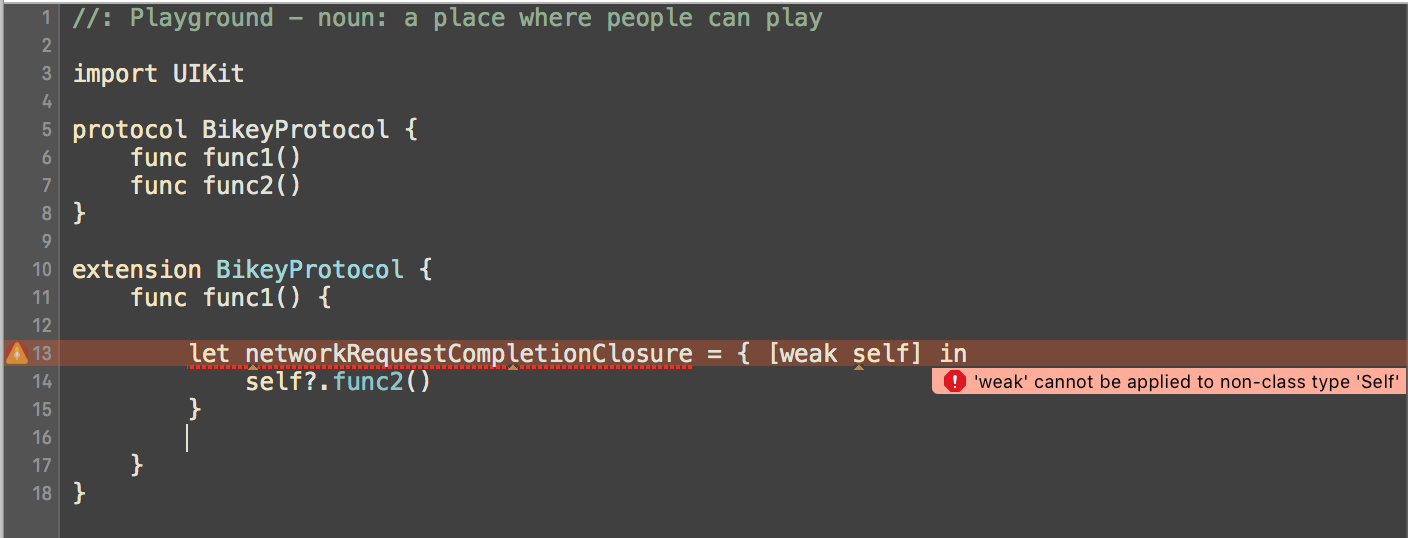 1 //: Playground - noun: a place where people can play
2
3 import UIKit
4
5 protocol BikeyProtocol {
6     func func1()
7     func func2()
8 }
9
10 extension BikeyProtocol {
11     func func1() {
12
13         let networkRequestCompletionClosure = { [weak self] in
14             self?.func2()
'weak' cannot be applied to non-class type 'Self'
15         }
16
17     }
18 }